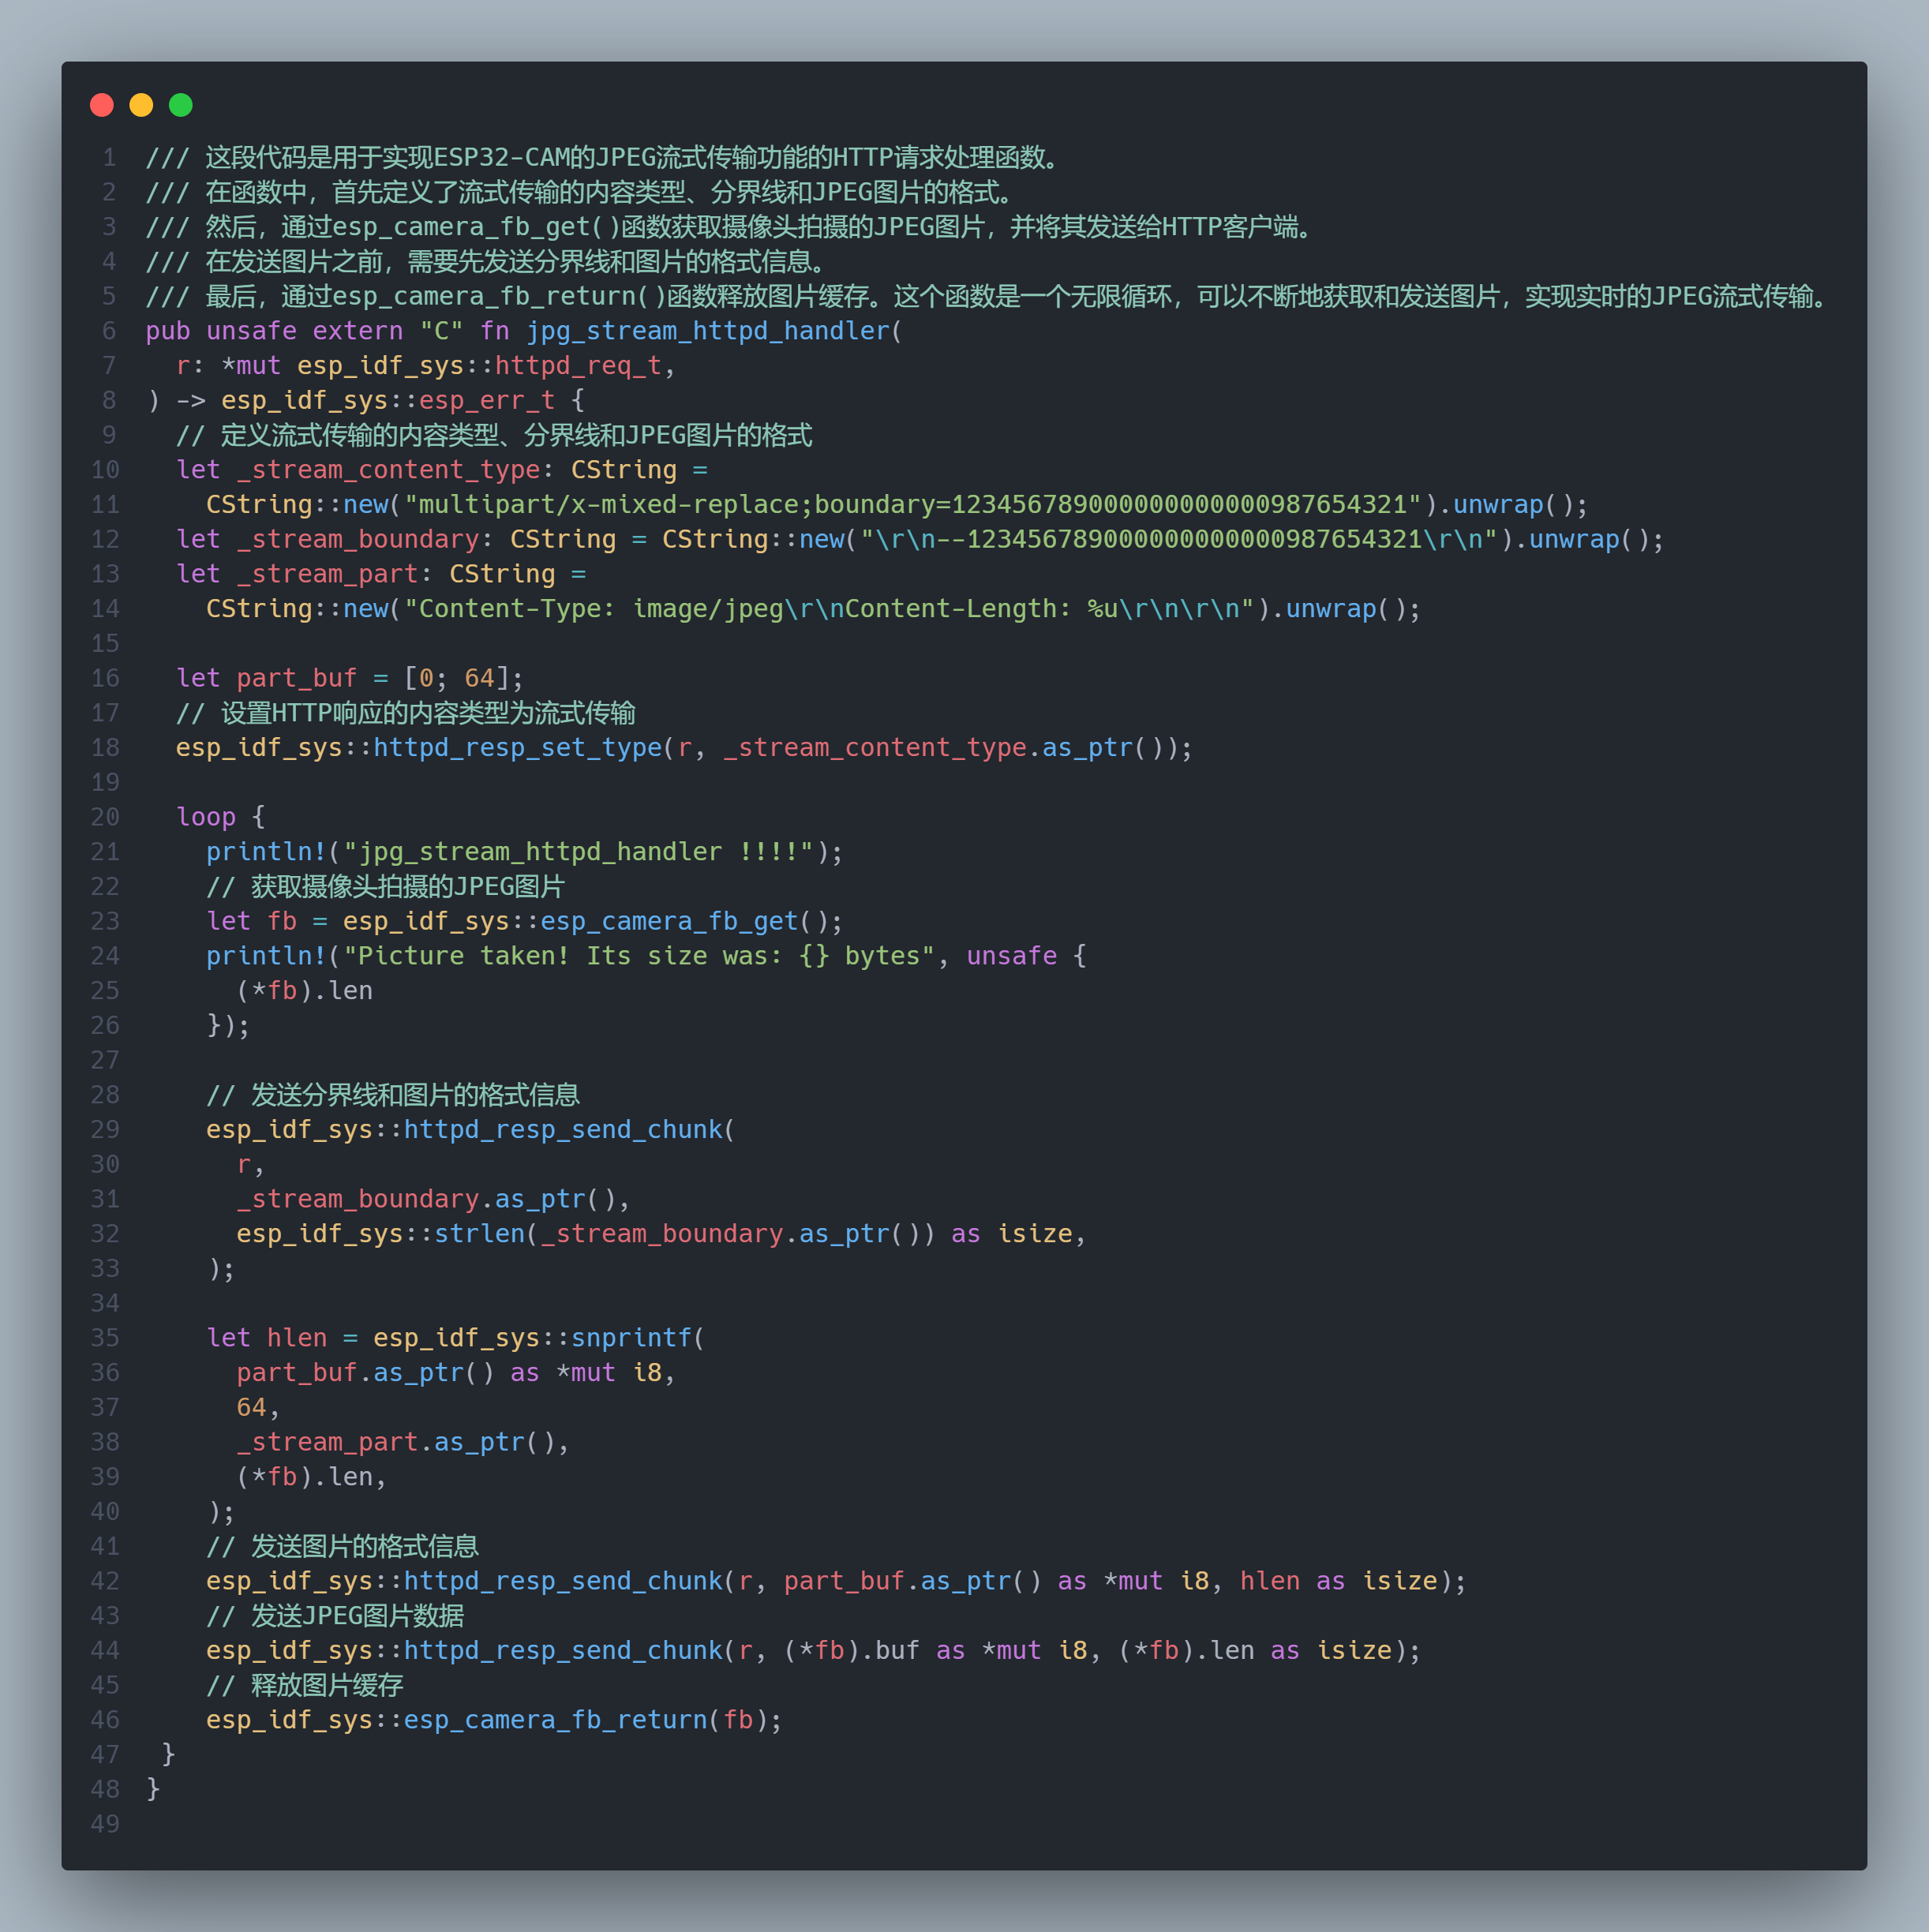 1 /// 这段代码是用于实现ESP32-CAM的JPEG流式传输功能的HTTP请求处理函数。
2 /// 在函数中，首先定义了流式传输的内容类型、分界线和JPEG图片的格式。
3 /// 然后，通过esp_camera_fb_get()函数获取摄像头拍摄的JPEG图片，并将其发送给HTTP客户端。
4 /// 在发送图片之前，需要先发送分界线和图片的格式信息。
5 /// 最后，通过esp_camera_fb_return()函数释放图片缓存。这个函数是一个无限循环，可以不断地获取和发送图片，实现实时的JPEG流式传输。
6 pub unsafe extern "C" fn jpg_stream_httpd_handler(
7   r: *mut esp_idf_sys::httpd_req_t,
8 ) -> esp_idf_sys::esp_err_t {
9   // 定义流式传输的内容类型、分界线和JPEG图片的格式
10   let _stream_content_type: CString =
11     CString::new("multipart/x-mixed-replace;boundary=123456789000000000000987654321").unwrap();
12   let _stream_boundary: CString = CString::new("\r\n--123456789000000000000987654321\r\n").unwrap();
13   let _stream_part: CString =
14     CString::new("Content-Type: image/jpeg\r\nContent-Length: %u\r\n\r\n").unwrap();
15
16   let part_buf = [0; 64];
17   // 设置HTTP响应的内容类型为流式传输
18   esp_idf_sys::httpd_resp_set_type(r, _stream_content_type.as_ptr());
19
20   loop {
21     println!("jpg_stream_httpd_handler !!!!");
22     // 获取摄像头拍摄的JPEG图片
23     let fb = esp_idf_sys::esp_camera_fb_get();
24     println!("Picture taken! Its size was: {} bytes", unsafe {
25       (*fb).len
26     });
27
28     // 发送分界线和图片的格式信息
29     esp_idf_sys::httpd_resp_send_chunk(
30       r,
31       _stream_boundary.as_ptr(),
32       esp_idf_sys::strlen(_stream_boundary.as_ptr()) as isize,
33     );
34
35     let hlen = esp_idf_sys::snprintf(
36       part_buf.as_ptr() as *mut i8,
37       64,
38       _stream_part.as_ptr(),
39       (*fb).len,
40     );
41     // 发送图片的格式信息
42     esp_idf_sys::httpd_resp_send_chunk(r, part_buf.as_ptr() as *mut i8, hlen as isize);
43     // 发送JPEG图片数据
44     esp_idf_sys::httpd_resp_send_chunk(r, (*fb).buf as *mut i8, (*fb).len as isize);
45     // 释放图片缓存
46     esp_idf_sys::esp_camera_fb_return(fb);
47  }
48 }
49